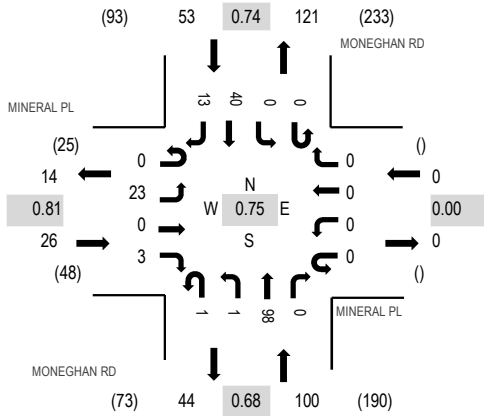 (93) 53 0.74 121 (233)
MONEGHAN RD
MINERAL PL
13 40 0 0
(25) 0 0 ()
14 0 0
23 N 0
0.81 W 0.75 E 0.00
0 S 0
26 0
3 0
(48) ()
1 1 98 0
MINERAL PL
MONEGHAN RD
(73) 44 0.68 100 (190)